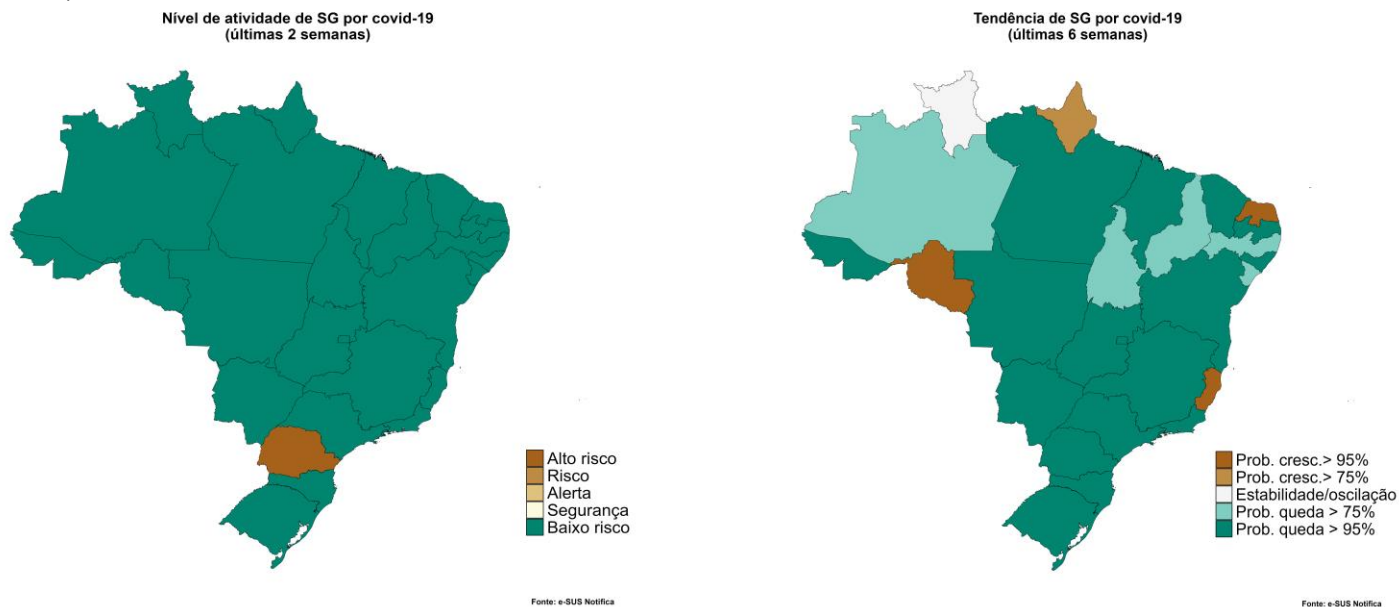 Nível de atividade de SG por covid-19
(últimas 2 semanas)
Alto risco
Risco
Alerta
Segurança
Baixo risco
Fonte: e-SUS Notifica
Tendência de SG por covid-19
(últimas 6 semanas)
Prob. cresc.> 95%
Prob. cresc.> 75%
Estabilidade/oscilação
Prob. queda > 75%
Prob. queda > 95%
Fonte: e-SUS Notifica